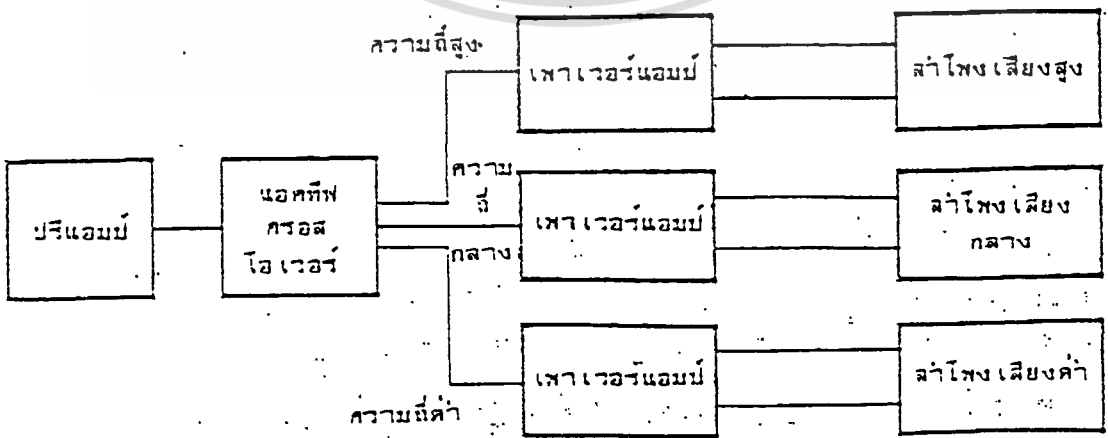 ความถี่สูง
เพาเวอร์แอมป์
ลำโพงเสียงสูง
ปรีแอมป์
แอคทีฟ
ครอส
โอเวอร์
ความ
ถี่
กลาง
เพาเวอร์แอมป์
ลำโพงเสียง
กลาง
ความถี่ต่ำ
เพาเวอร์แอมป์
ลำโพงเสียงต่ำ